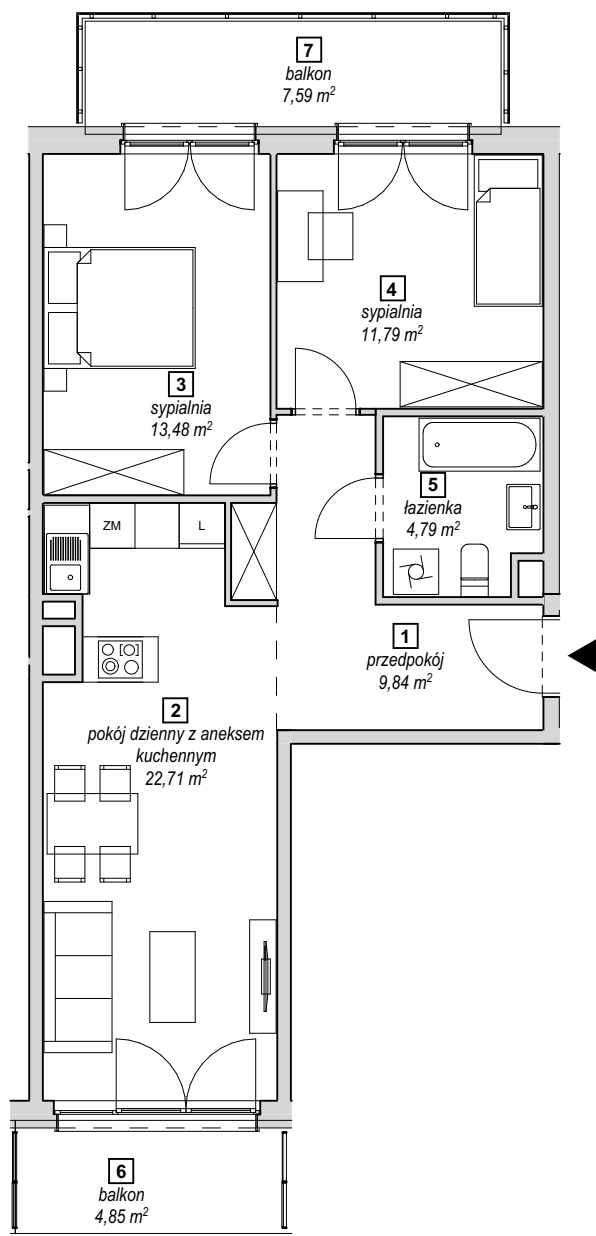 7
balkon
7,59 m²
4
sypialnia
11,79 m²
3
sypialnia
13,48 m²
5
łazienka
4,79 m²
ZM
L
1
przedpokój
9,84 m²
2
pokój dzienny z aneksem
kuchennym
22,71 m²
6
balkon
4,85 m²